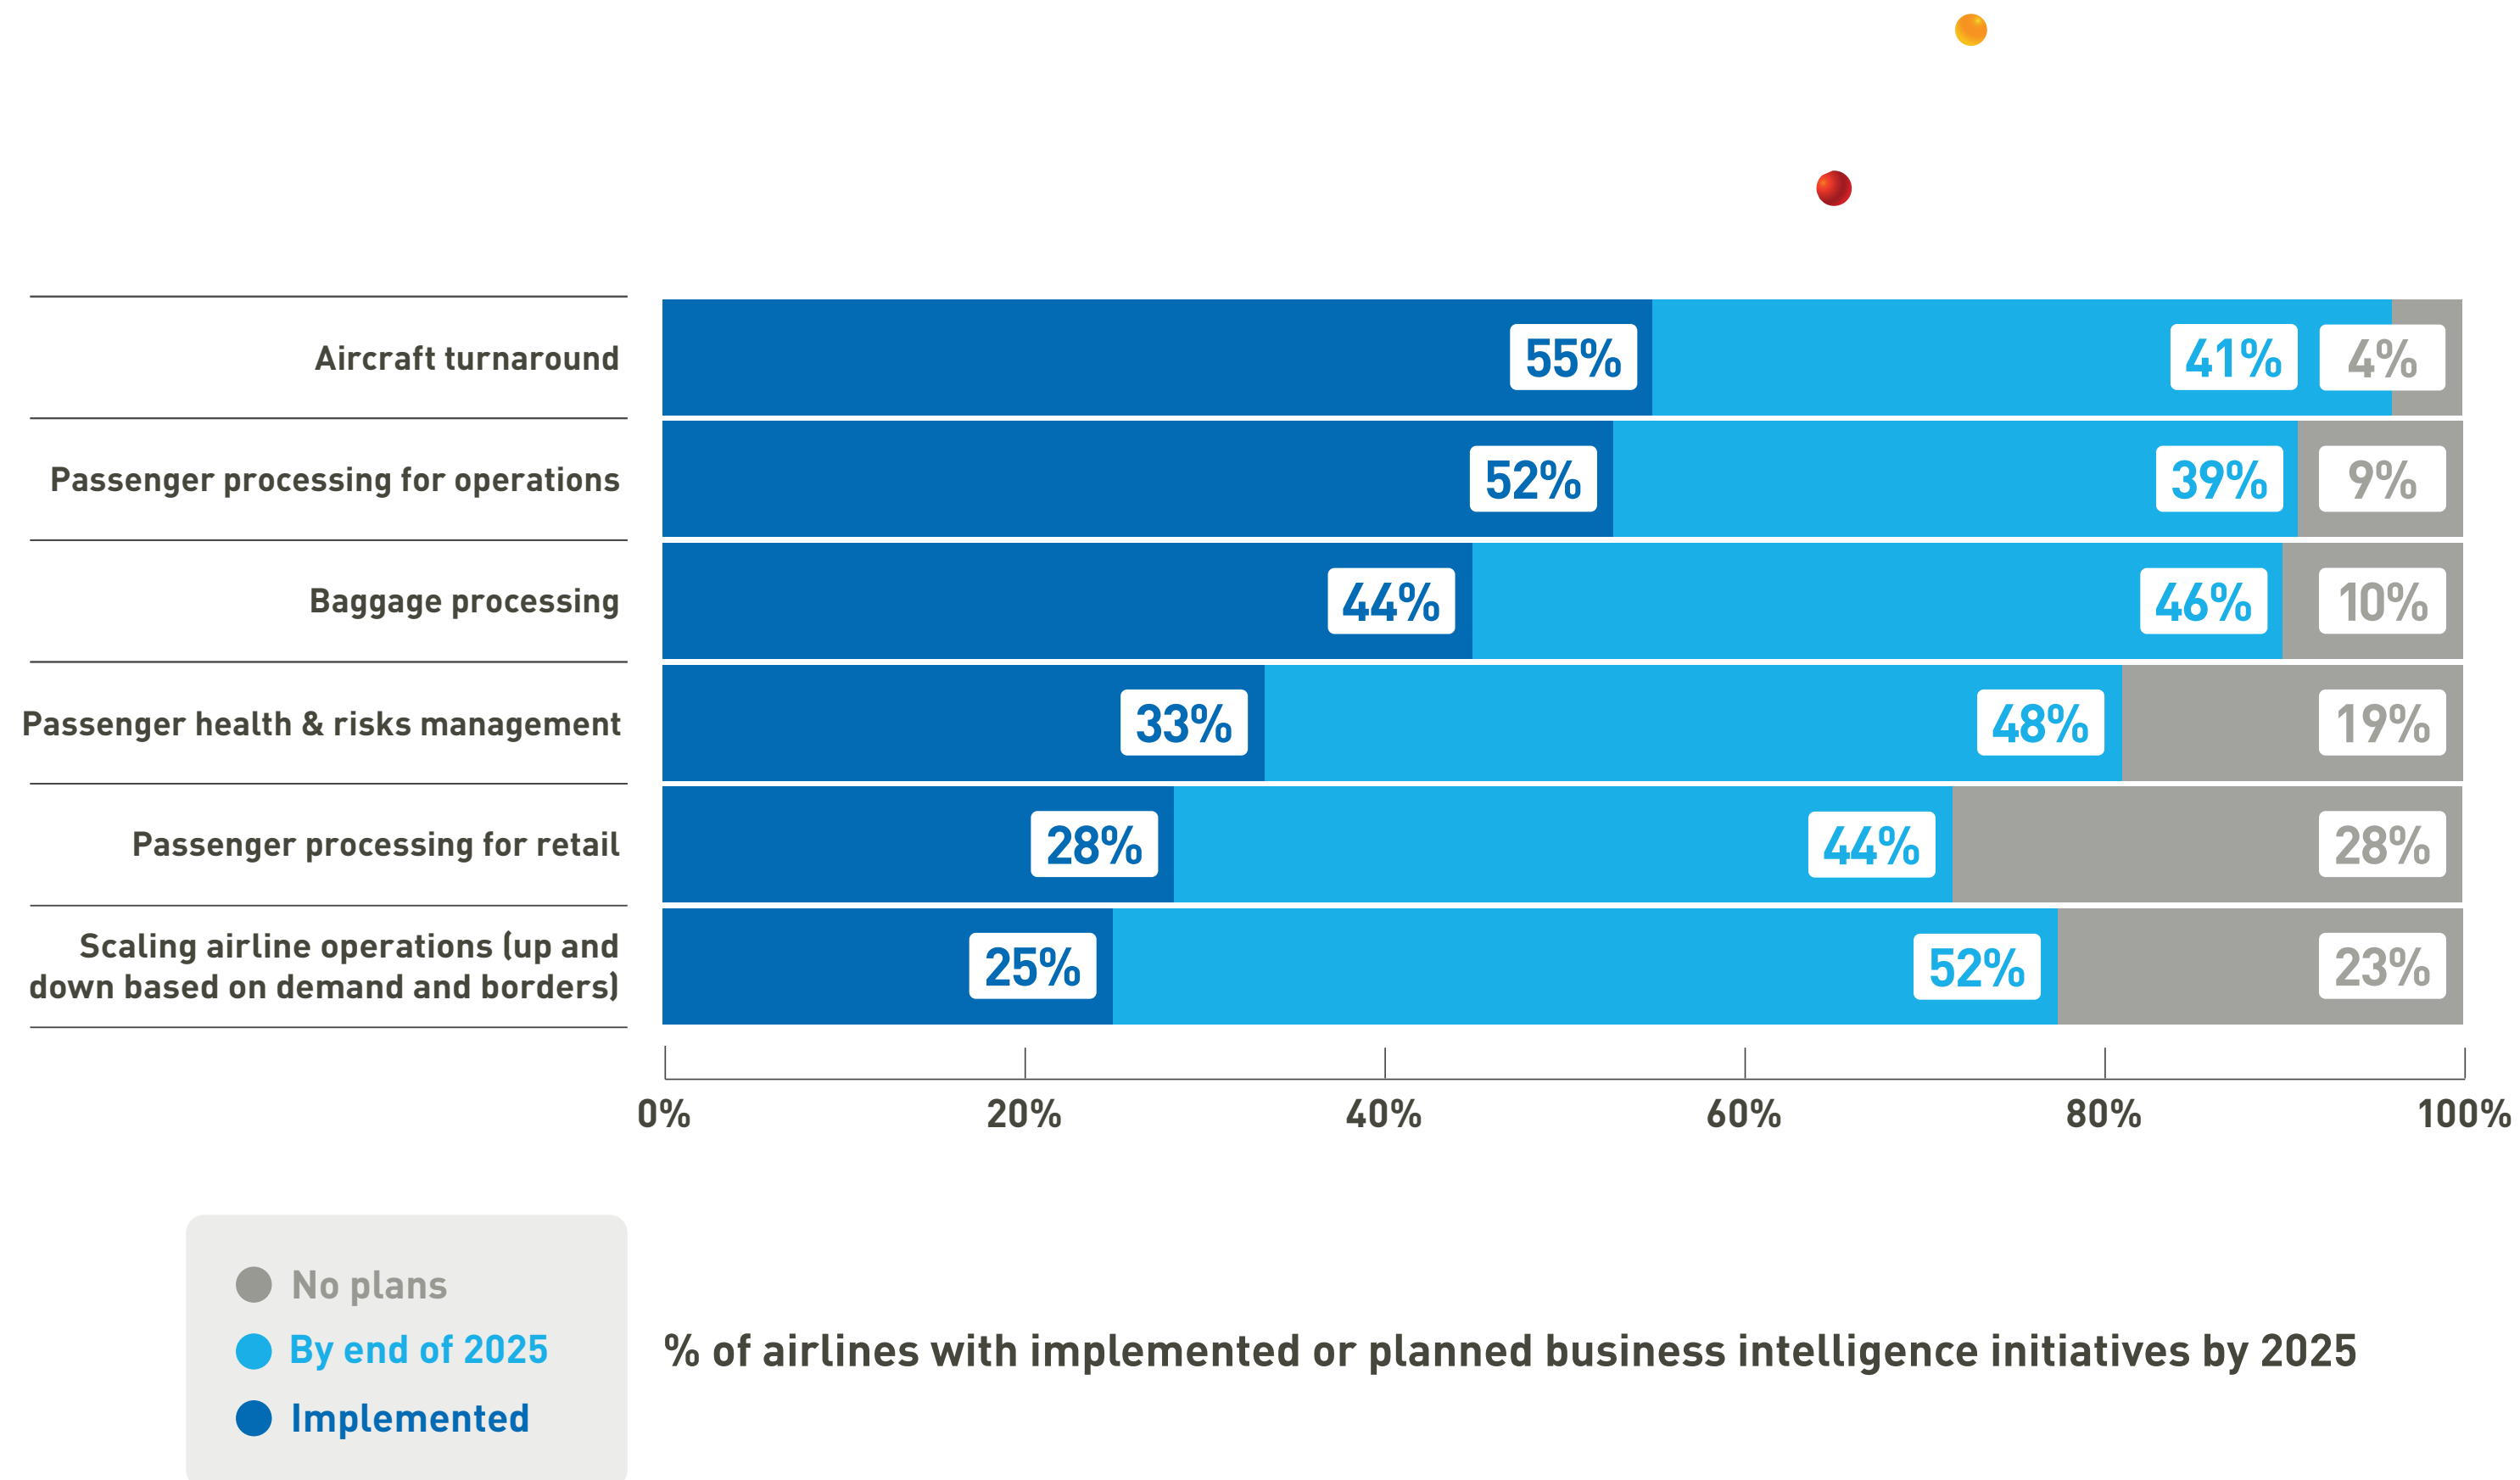 Aircraft turnaround
55%
41%
4%
Passenger processing for operations
52%
39%
9%
Baggage processing
44%
46%
10%
Passenger health & risks management
33%
48%
19%
Passenger processing for retail
28%
44%
28%
Scaling airline operations (up and
down based on demand and borders)
25%
52%
23%
0%
20%
40%
60%
80%
100%
No plans
By end of 2025
Implemented
% of airlines with implemented or planned business intelligence initiatives by 2025